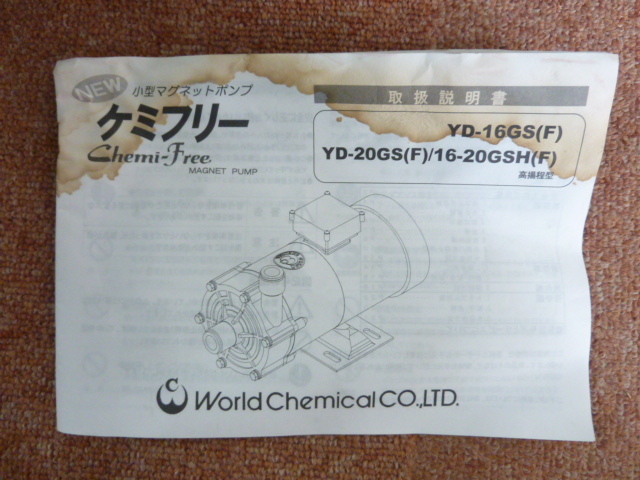 NEW
小型マグネットポンプ
ケミフリー
Chemi-Free
MAGNET PUMP
取扱説明書
YD-16GS(F)
YD-20GS(F)/16-20GSH(F)
高揚程型
World Chemical CO.,LTD.